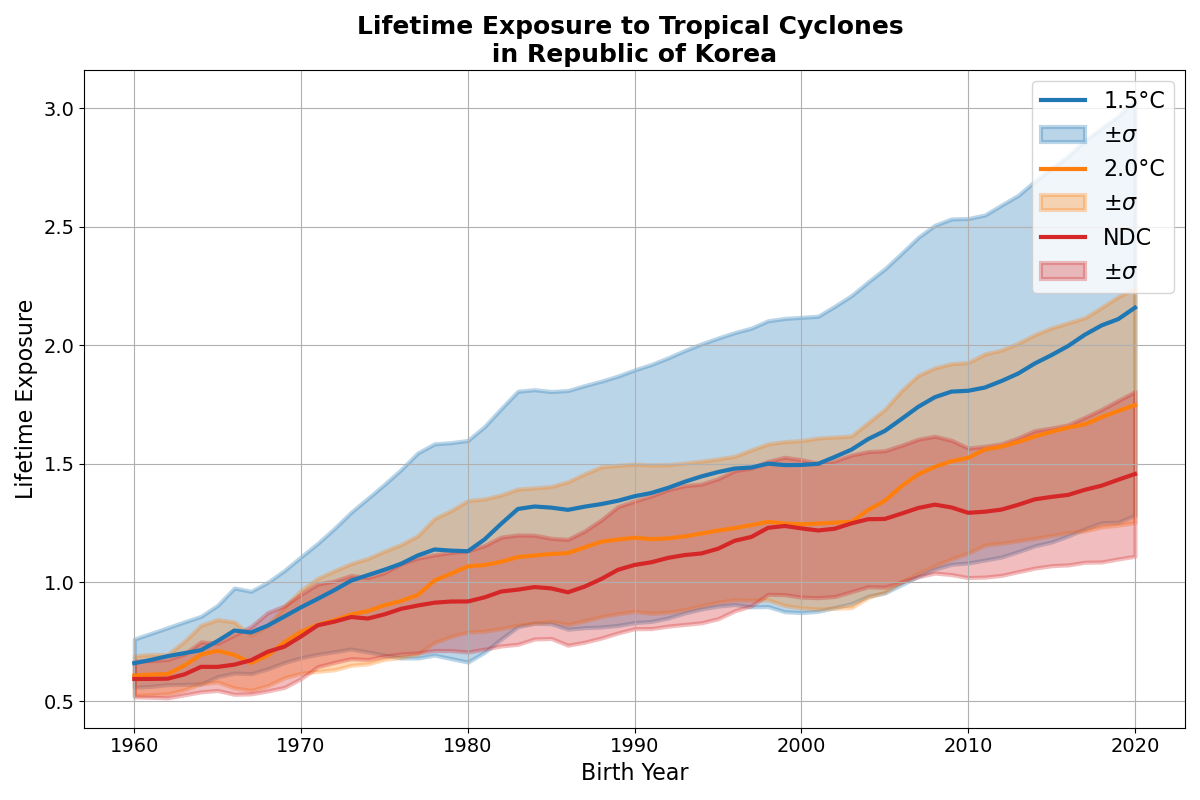 Lifetime Exposure to Tropical Cyclones
in Republic of Korea
3.0
2.5
2.0
1.5
1.0
0.5
Lifetime Exposure
1960
1970
1980
1990
2000
2010
2020
Birth Year
1.5°C
±σ
2.0°C
±σ
NDC
±σ